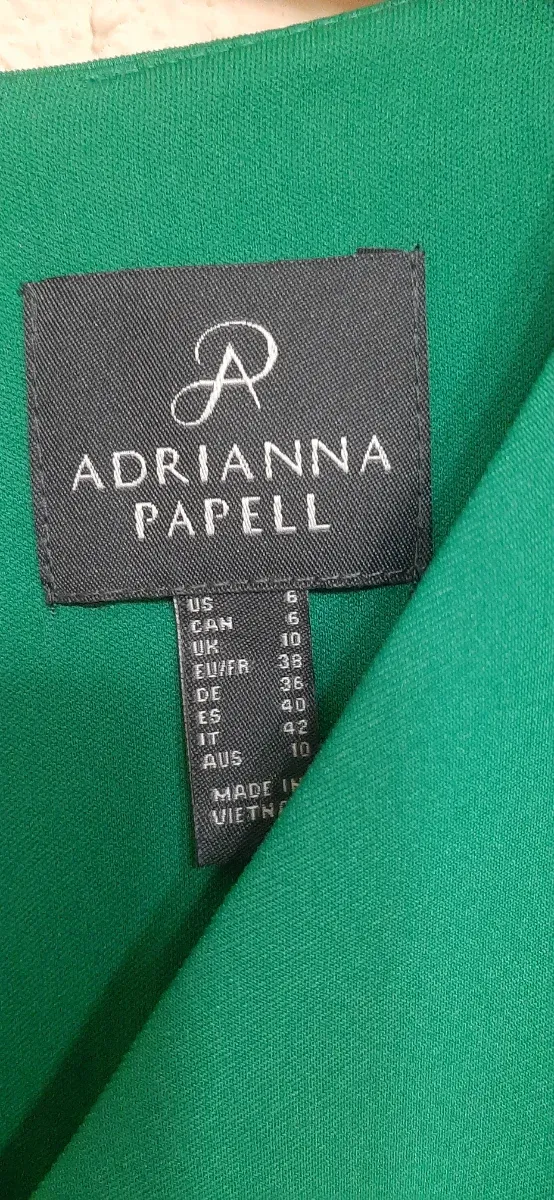 ADRIANNA
PAPELL
US 6
CAN 6
UK 10
EU/FR 38
DE 36
ES 40
IT 42
AUS 10
MADE IN
VIETNA